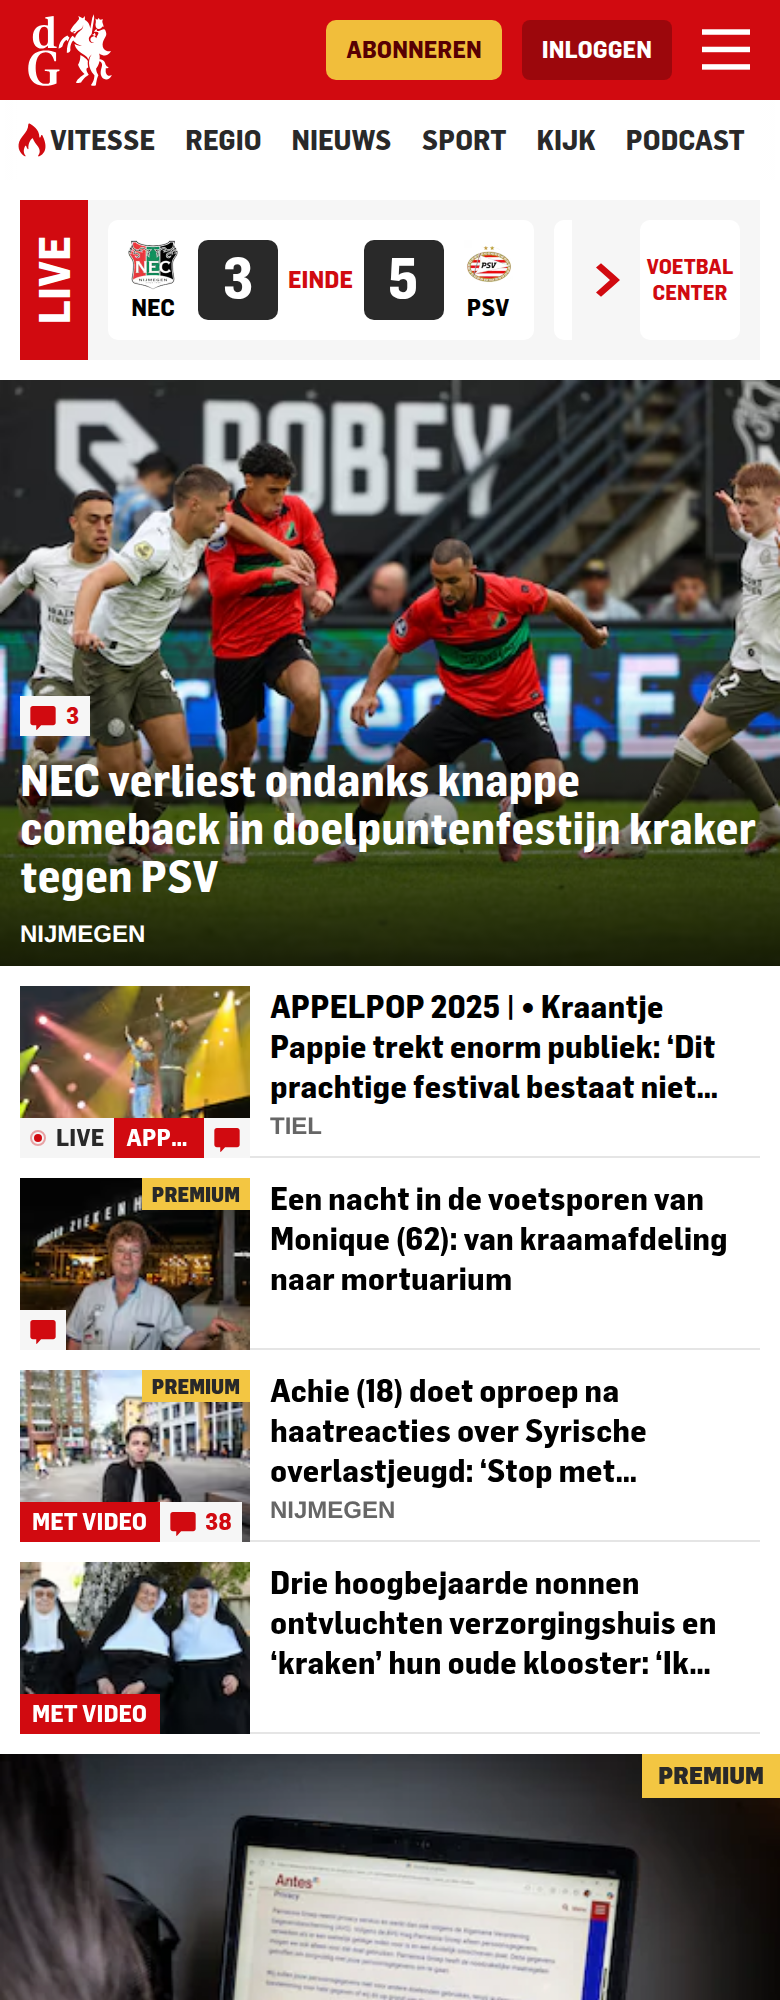 dG
ABONNEREN
INLOGGEN
VITESSE REGIO NIEUWS SPORT KIJK PODCAST
LIVE
NEC
3
EINDE
5
PSV
VOETBAL
CENTER
ROBEY
3
NEC verliest ondanks knappe
comeback in doelpuntenfestijn kraker
tegen PSV
NIJMEGEN
APPELPOP 2025 | • Kraantje
Pappie trekt enorm publiek: ‘Dit
prachtige festival bestaat niet...
TIEL
LIVE APP...
PREMIUM
Een nacht in de voetsporen van
Monique (62): van kraamafdeling
naar mortuarium
PREMIUM
Achie (18) doet oproep na
haatreacties over Syrische
overlastjeugd: ‘Stop met...
NIJMEGEN
MET VIDEO 38
Drie hoogbejaarde nonnen
ontvluchten verzorgingshuis en
‘kraken’ hun oude klooster: ‘Ik...
MET VIDEO
PREMIUM
Antes
Privacy